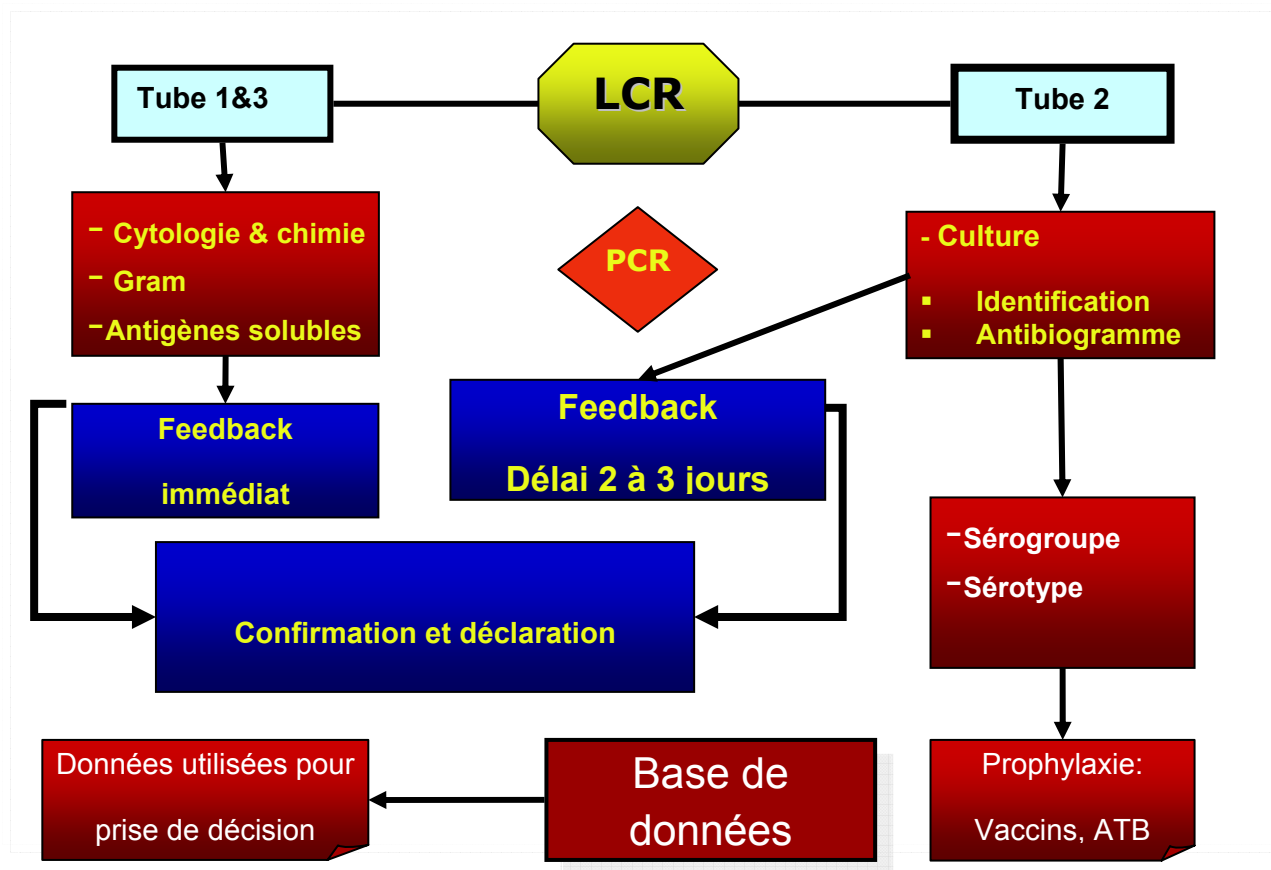 LCR
Tube 1&3
Tube 2
- Cytologie & chimie
- Gram
-Antigènes solubles
PCR
- Culture
▪ Identification
▪ Antibiogramme
Feedback
immédiat
Feedback
Délai 2 à 3 jours
-Sérogroupe
-Sérotype
Confirmation et déclaration
Données utilisées pour
prise de décision
Base de
données
Prophylaxie:
Vaccins, ATB